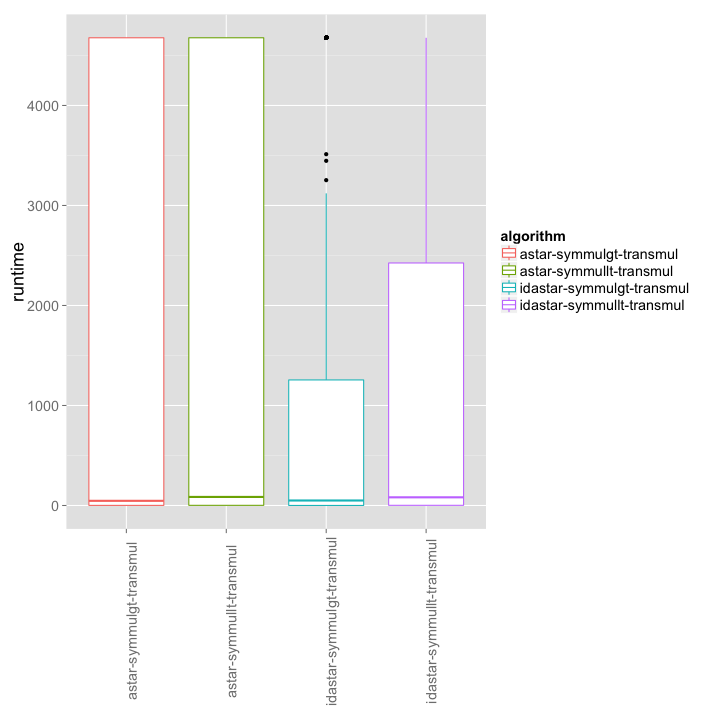 4000
3000
2000
1000
0
runtime
astar-symmulgt-transmul
astar-symmullt-transmul
idastar-symmulgt-transmul
idastar-symmullt-transmul
algorithm
astar-symmulgt-transmul
astar-symmullt-transmul
idastar-symmulgt-transmul
idastar-symmullt-transmul